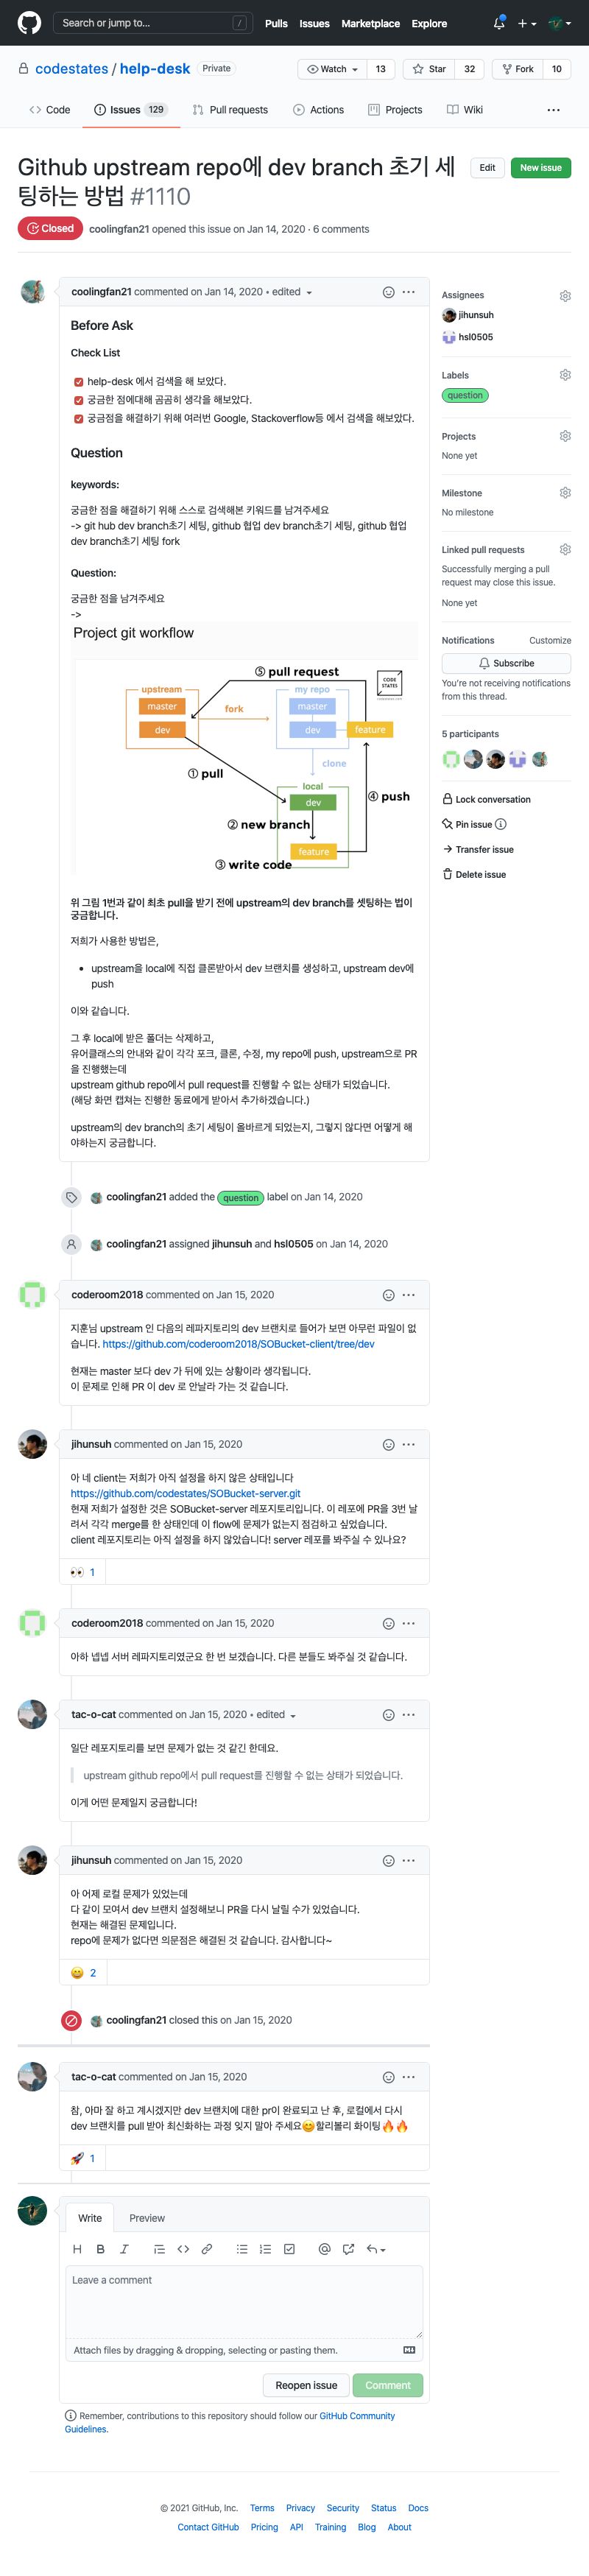 Search or jump to... /
Pulls Issues Marketplace Explore
codestates / help-desk Private
Watch 13 Star 32 Fork 10
Code Issues 129 Pull requests Actions Projects Wiki ...
Github upstream repo에 dev branch 초기 세
팅하는 방법 #1110
Edit New issue
Closed coolingfan21 opened this issue on Jan 14, 2020 · 6 comments
coolingfan21 commented on Jan 14, 2020 • edited
Before Ask
Check List
help-desk 에서 검색을 해 보았다.
궁금한 점에대해 곰곰히 생각을 해보았다.
궁금점을 해결하기 위해 여러번 Google, Stackoverflow등 에서 검색을 해보았다.
Question
keywords:
궁금한 점을 해결하기 위해 스스로 검색해본 키워드를 남겨주세요
-> git hub dev branch초기 세팅, github 협업 dev branch초기 세팅, github 협업
dev branch초기 세팅 fork
Question:
궁금한 점을 남겨주세요
->
Project git workflow
⑤ pull request
upstream
master
dev
fork
my repo
master
dev
feature
CODE
STATES
clone
① pull
local
dev
④ push
② new branch
feature
③ write code
위 그림 1번과 같이 최초 pull을 받기 전에 upstream의 dev branch를 셋팅하는 법이
궁금합니다.
저희가 사용한 방법은,
• upstream을 local에 직접 클론받아서 dev 브랜치를 생성하고, upstream dev에
push
이와 같습니다.
그 후 local에 받은 폴더는 삭제하고,
유어클래스의 안내와 같이 각각 포크, 클론, 수정, my repo에 push, upstream으로 PR
을 진행했는데
upstream github repo에서 pull request를 진행할 수 없는 상태가 되었습니다.
(해당 화면 캡쳐는 진행한 동료에게 받아서 추가하겠습니다.)
upstream의 dev branch의 초기 세팅이 올바르게 되었는지, 그렇지 않다면 어떻게 해
야하는지 궁금합니다.
Assignees
jihunsuh
hsl0505
Labels
question
Projects
None yet
Milestone
No milestone
Linked pull requests
Successfully merging a pull
request may close this issue.
None yet
Notifications Customize
Subscribe
You're not receiving notifications
from this thread.
5 participants
Lock conversation
Pin issue
Transfer issue
Delete issue
coolingfan21 added the question label on Jan 14, 2020
coolingfan21 assigned jihunsuh and hsl0505 on Jan 14, 2020
coderoom2018 commented on Jan 15, 2020
지훈님 upstream 인 다음의 레파지토리의 dev 브랜치로 들어가 보면 아무런 파일이 없
습니다. https://github.com/coderoom2018/SOBucket-client/tree/dev
현재는 master 보다 dev 가 뒤에 있는 상황이라 생각됩니다.
이 문제로 인해 PR 이 dev 로 안날라 가는 것 같습니다.
jihunsuh commented on Jan 15, 2020
아 네 client는 저희가 아직 설정을 하지 않은 상태입니다
https://github.com/codestates/SOBucket-server.git
현재 저희가 설정한 것은 SOBucket-server 레포지토리입니다. 이 레포에 PR을 3번 날
려서 각각 merge를 한 상태인데 이 flow에 문제가 없는지 점검하고 싶었습니다.
client 레포지토리는 아직 설정을 하지 않았습니다! server 레포를 봐주실 수 있나요?
👀 1
coderoom2018 commented on Jan 15, 2020
아하 넵넵 서버 레파지토리였군요 한 번 보겠습니다. 다른 분들도 봐주실 것 같습니다.
tac-o-cat commented on Jan 15, 2020 • edited
일단 레포지토리를 보면 문제가 없는 것 같긴 한데요.
upstream github repo에서 pull request를 진행할 수 없는 상태가 되었습니다.
이게 어떤 문제일지 궁금합니다!
jihunsuh commented on Jan 15, 2020
아 어제 로컬 문제가 있었는데
다 같이 모여서 dev 브랜치 설정해보니 PR을 다시 날릴 수가 있었습니다.
현재는 해결된 문제입니다.
repo에 문제가 없다면 의문점은 해결된 것 같습니다. 감사합니다~
😄 2
coolingfan21 closed this on Jan 15, 2020
tac-o-cat commented on Jan 15, 2020
참, 아마 잘 하고 계시겠지만 dev 브랜치에 대한 pr이 완료되고 난 후, 로컬에서 다시
dev 브랜치를 pull 받아 최신화하는 과정 잊지 말아 주세요😊할리볼리 화이팅🔥🔥
🚀 1
Write Preview
Leave a comment
Attach files by dragging & dropping, selecting or pasting them.
Reopen issue Comment
Remember, contributions to this repository should follow our GitHub Community
Guidelines.
© 2021 GitHub, Inc. Terms Privacy Security Status Docs
Contact GitHub Pricing API Training Blog About